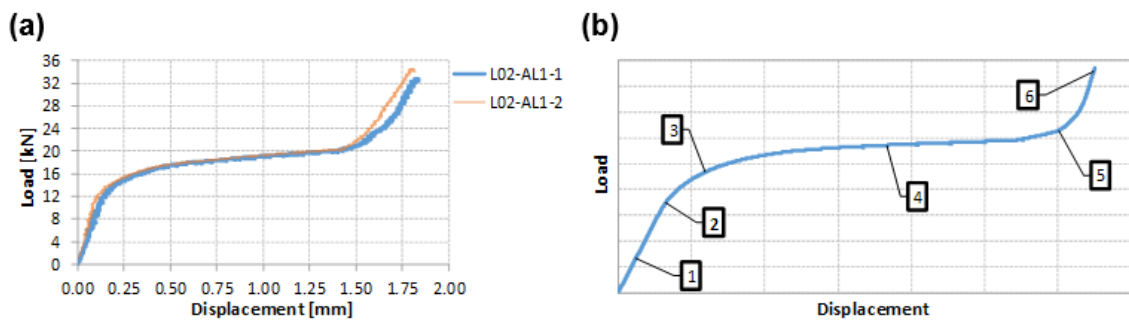 (a)
Load [kN]
36
32
28
24
20
16
12
8
4
0
0.00 0.25 0.50 0.75 1.00 1.25 1.50 1.75 2.00
Displacement [mm]
L02-AL1-1
L02-AL1-2
(b)
Load
1
2
3
4
5
6
Displacement